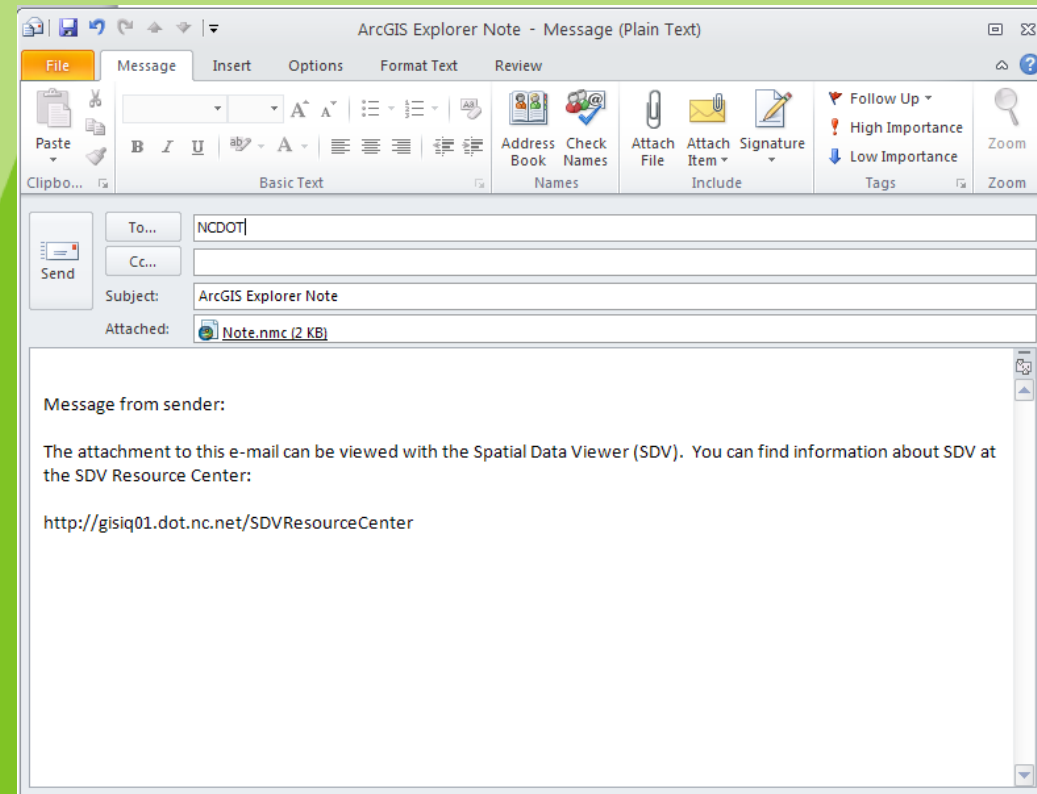 ArcGIS Explorer Note - Message (Plain Text)
File Message Insert Options Format Text Review
Paste
Clipbo...
B I U
Basic Text
Address Book
Check Names
Names
Attach File
Attach Item
Signature
Include
Follow Up
High Importance
Low Importance
Tags
Zoom
Zoom
Send
To... NCDOT
Cc...
Subject: ArcGIS Explorer Note
Attached: Note.nmc (2 KB)
Message from sender:
The attachment to this e-mail can be viewed with the Spatial Data Viewer (SDV). You can find information about SDV at
the SDV Resource Center:
http://gisiq01.dot.nc.net/SDVResourceCenter